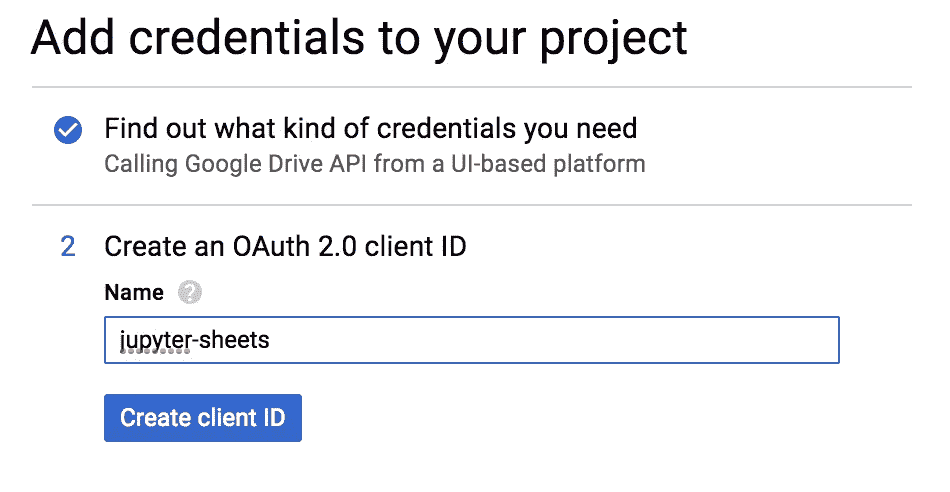 Add credentials to your project
Find out what kind of credentials you need
Calling Google Drive API from a UI-based platform
2 Create an OAuth 2.0 client ID
Name ?
jupyter-sheets
Create client ID